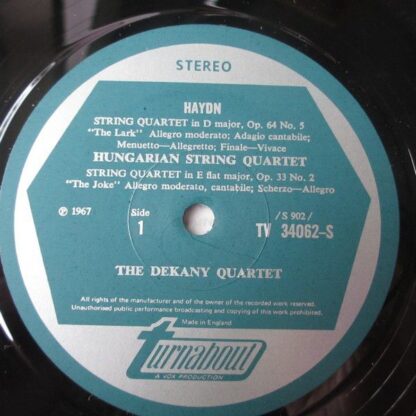 STEREO
HAYDN
STRING QUARTET in D major, Op. 64 No. 5
"The Lark" Allegro moderato; Adagio cantabile;
Menuetto—Allegretto; Finale—Vivace
HUNGARIAN STRING QUARTET
STRING QUARTET in E flat major, Op. 33 No. 2
"The Joke" Allegro moderato, cantabile; Scherzo—Allegro
℗ 1967
Side
1
/S 902/
TV 34062-S
THE DEKANY QUARTET
All rights of the manufacturer and of the owner of the recorded work reserved.
Unauthorised public performance broadcasting and copying of this work prohibited.
Made in England
turnabout
A VOX PRODUCTION